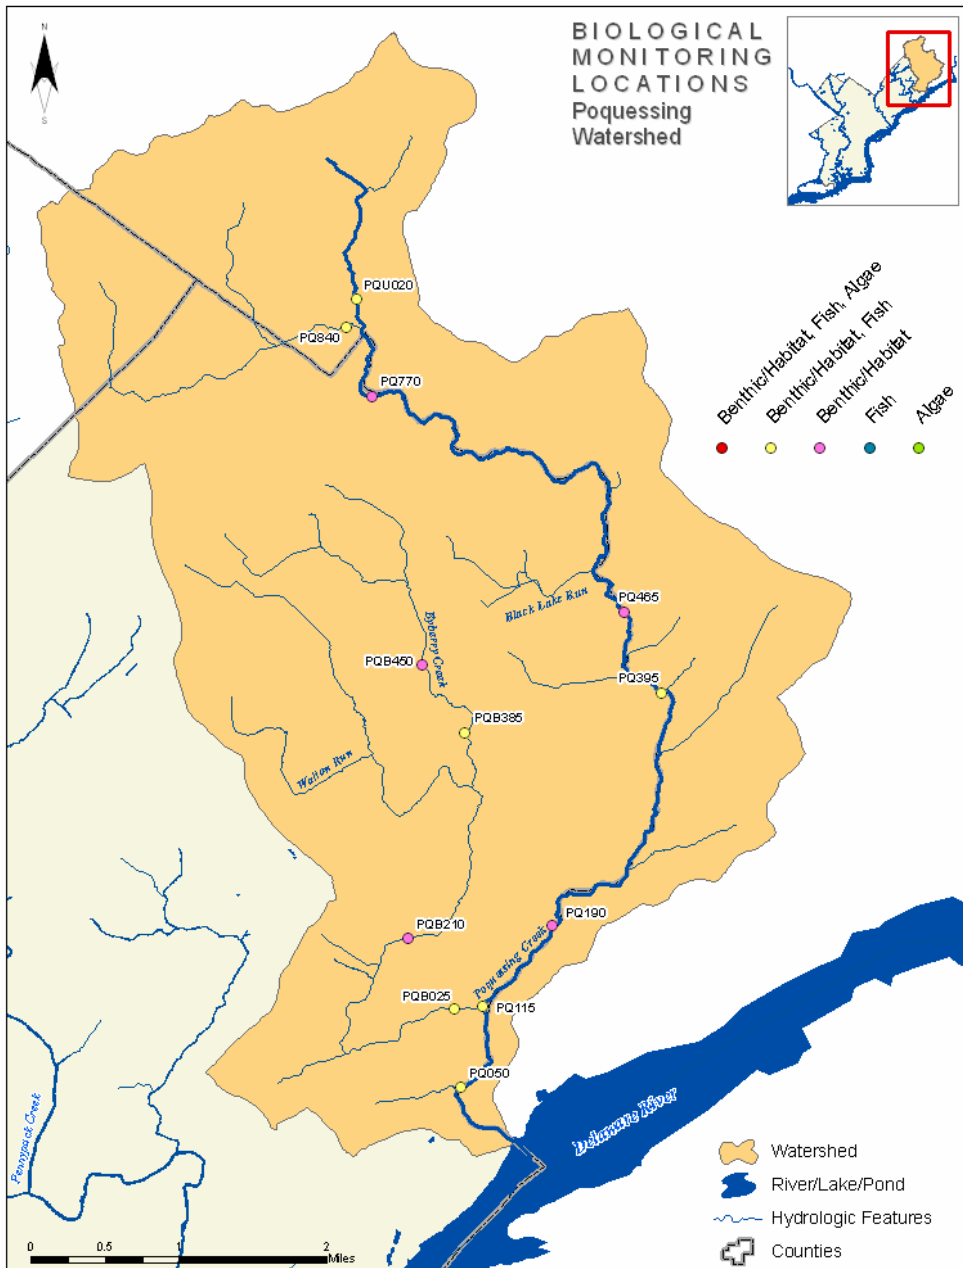 BIOLOGICAL
MONITORING
LOCATIONS
Poquessing
Watershed
N
S
PQU020
PQ840
PQ770
Benthic/Habitat, Fish, Algae
Benthic/Habitat, Fish
Benthic/Habitat
Fish
Algae
Black Lake Run
PQ465
Byberry Creek
PQB450
PQ395
PQB385
Walton Run
PQB210
PQ190
Poquessing Creek
PQB025
PQ115
PQ050
Pennypack Creek
Delaware River
Watershed
River/Lake/Pond
Hydrologic Features
Counties
0 0.5 1 2
Miles